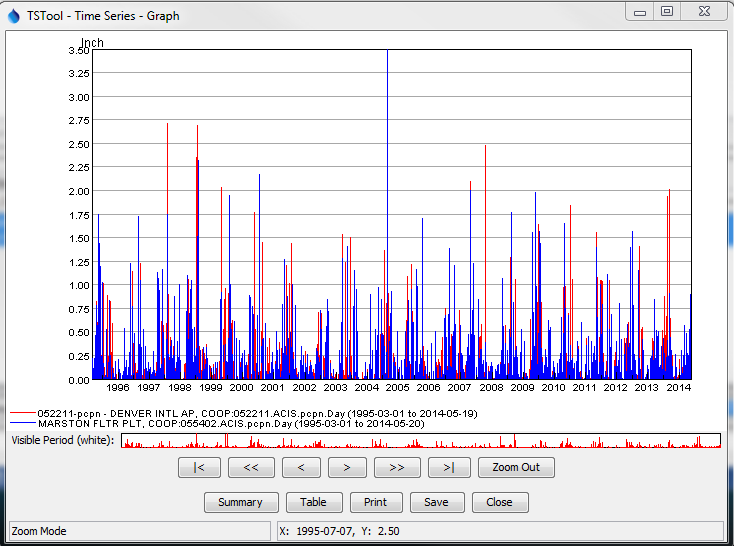 TSTool - Time Series - Graph
Inch
3.50
3.25
3.00
2.75
2.50
2.25
2.00
1.75
1.50
1.25
1.00
0.75
0.50
0.25
0.00
1996 1997 1998 1999 2000 2001 2002 2003 2004 2005 2006 2007 2008 2009 2010 2011 2012 2013 2014
052211-pcpn - DENVER INTL AP, COOP:052211.ACIS.pcpn.Day (1995-03-01 to 2014-05-19)
MARSTON FLTR PLT, COOP:055402.ACIS.pcpn.Day (1995-03-01 to 2014-05-20)
Visible Period (white):
|< << < > >> >| Zoom Out
Summary Table Print Save Close
Zoom Mode X: 1995-07-07, Y: 2.50